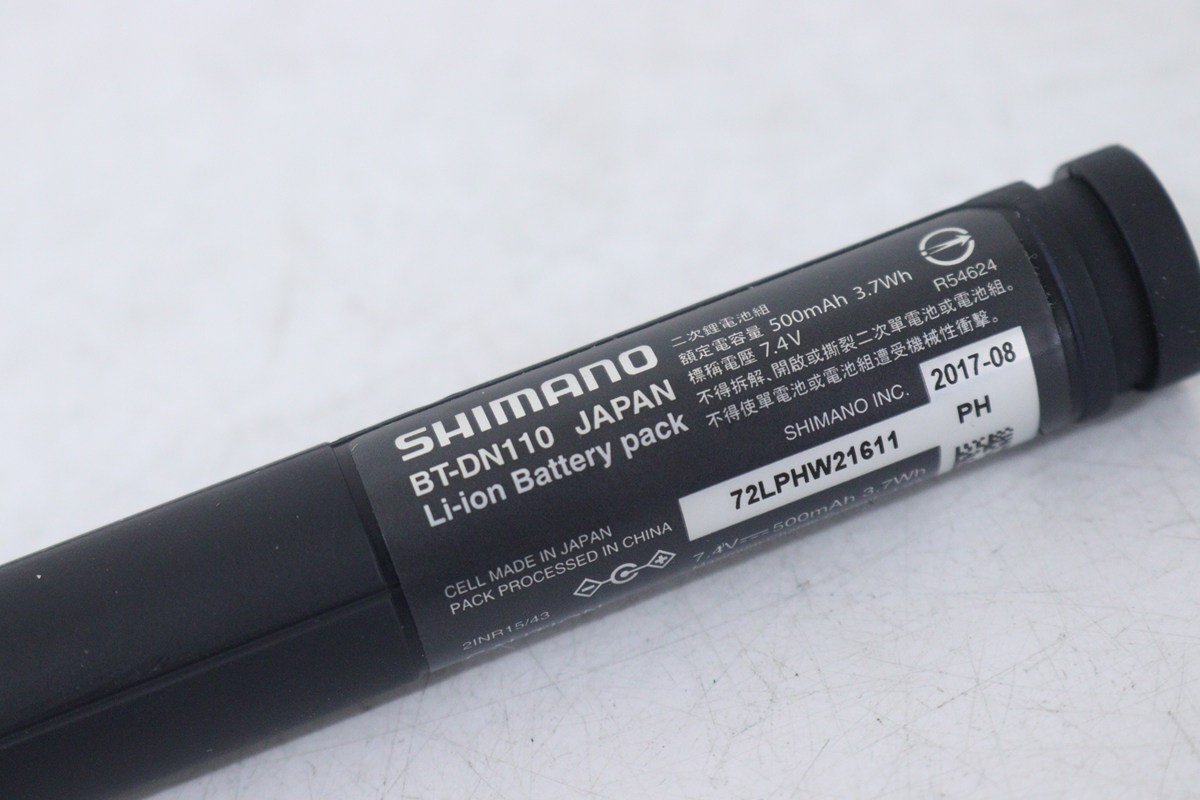 SHIMANO
BT-DN110 JAPAN
Li-ion Battery pack
二次鋰電池組
額定電容量 500mAh 3.7Wh
標稱電壓 7.4V
不得拆解、開啟或撕裂二次單電池或電池組。
不得使單電池或電池組遭受機械性衝擊。
R54624
SHIMANO INC.
2017-08
PH
72LPHW21611
CELL MADE IN JAPAN
PACK PROCESSED IN CHINA
7.4V 500mAh 3.7Wh
2INR15/43